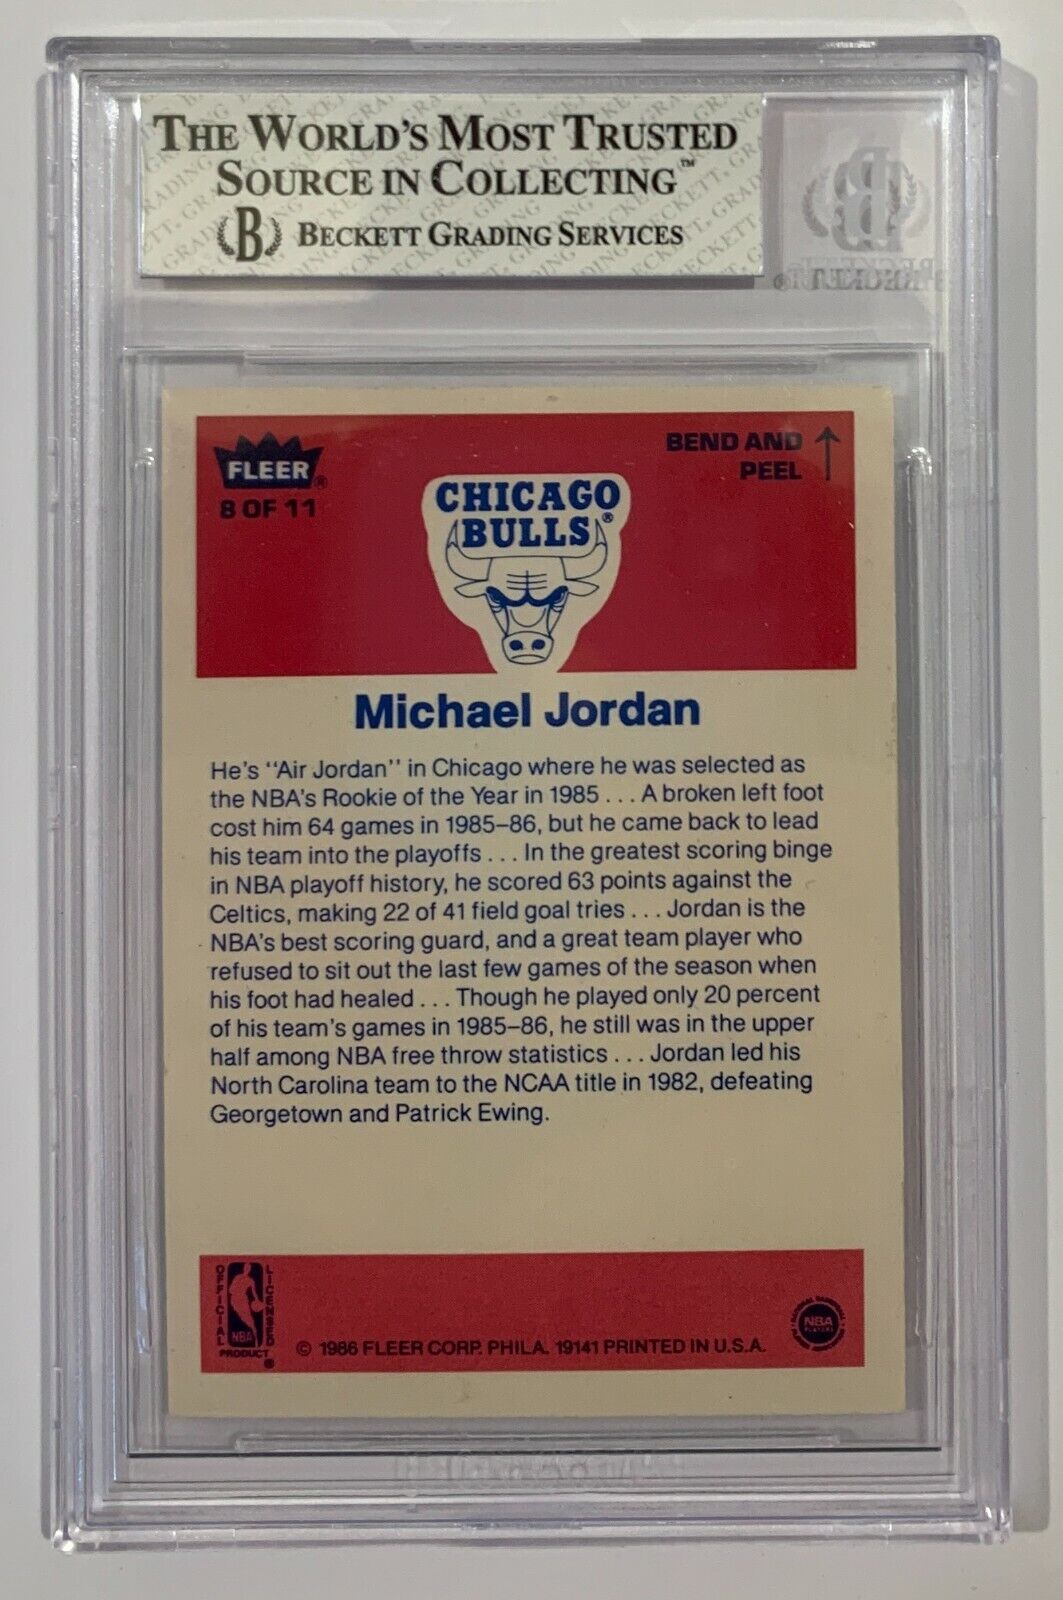 THE WORLD'S MOST TRUSTED
SOURCE IN COLLECTING™
B BECKETT GRADING SERVICES
FLEER®
8 OF 11
BEND AND
PEEL
CHICAGO
BULLS®
Michael Jordan
He's "Air Jordan" in Chicago where he was selected as
the NBA's Rookie of the Year in 1985 . . . A broken left foot
cost him 64 games in 1985–86, but he came back to lead
his team into the playoffs . . . In the greatest scoring binge
in NBA playoff history, he scored 63 points against the
Celtics, making 22 of 41 field goal tries . . . Jordan is the
NBA's best scoring guard, and a great team player who
refused to sit out the last few games of the season when
his foot had healed . . . Though he played only 20 percent
of his team's games in 1985–86, he still was in the upper
half among NBA free throw statistics . . . Jordan led his
North Carolina team to the NCAA title in 1982, defeating
Georgetown and Patrick Ewing.
OFFICIAL
LICENSED
NBA
PRODUCT ®
© 1986 FLEER CORP. PHILA. 19141 PRINTED IN U.S.A.
NBA
PLAYERS